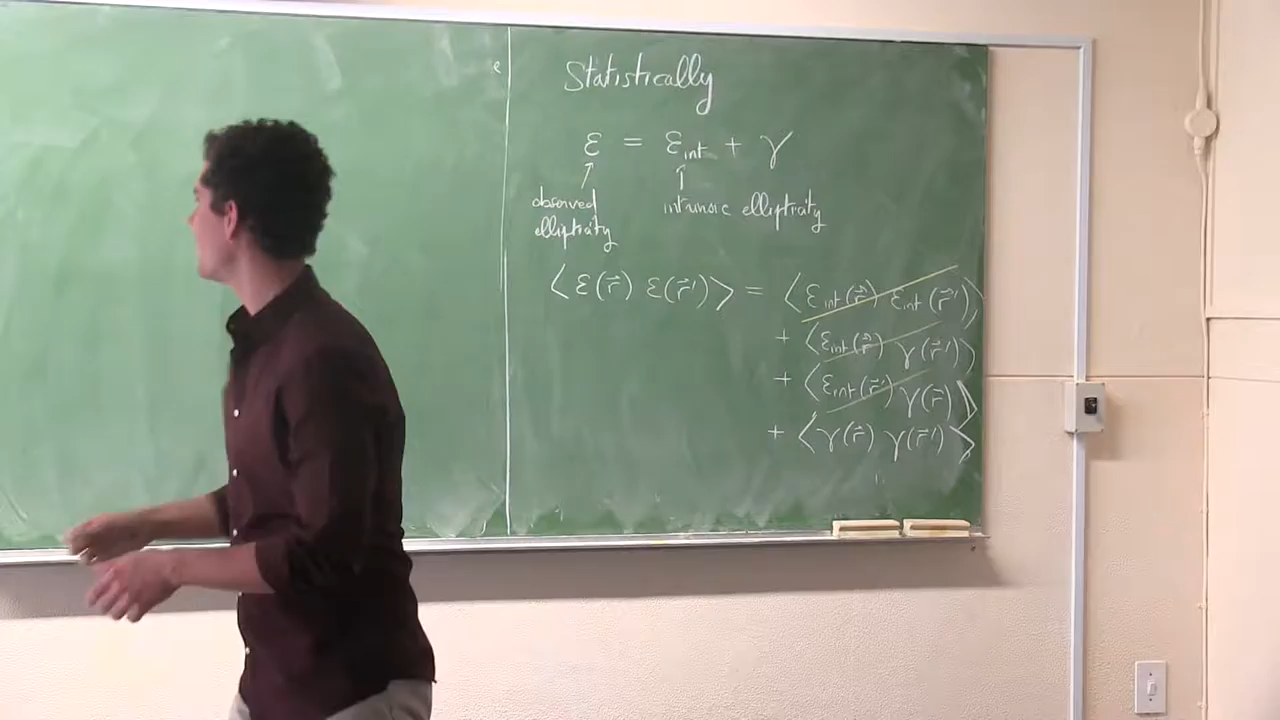 e
Statistically
ε = ε_int + γ
observed ellipticity
intrinsic ellipticity
⟨ε(r⃗) ε(r⃗')⟩ = ⟨ε_int(r⃗) ε_int(r⃗')⟩
+ ⟨ε_int(r⃗) γ(r⃗')⟩
+ ⟨ε_int(r⃗') γ(r⃗)⟩
+ ⟨γ(r⃗) γ(r⃗')⟩